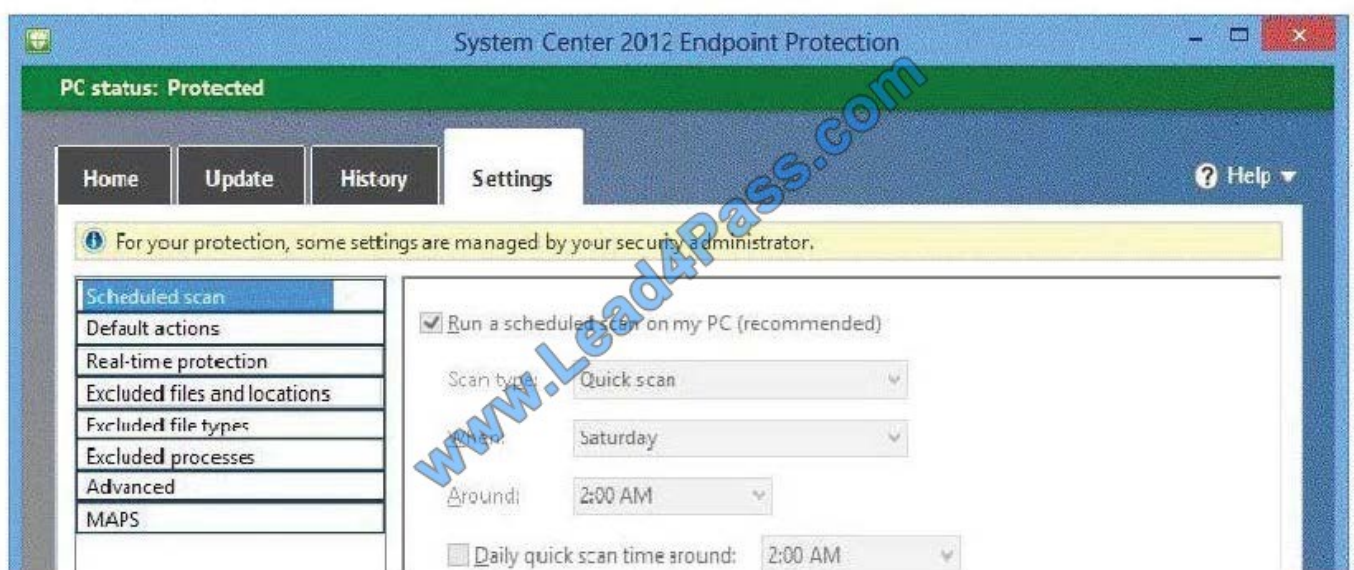 System Center 2012 Endpoint Protection
PC status: Protected
Home Update History Settings
Help
For your protection, some settings are managed by your security administrator.
Scheduled scan
Default actions
Real-time protection
Excluded files and locations
Excluded file types
Excluded processes
Advanced
MAPS
Run a scheduled scan on my PC (recommended)
Scan type: Quick scan
When: Saturday
Around: 2:00 AM
Daily quick scan time around: 2:00 AM
www.Lead4Pass.com